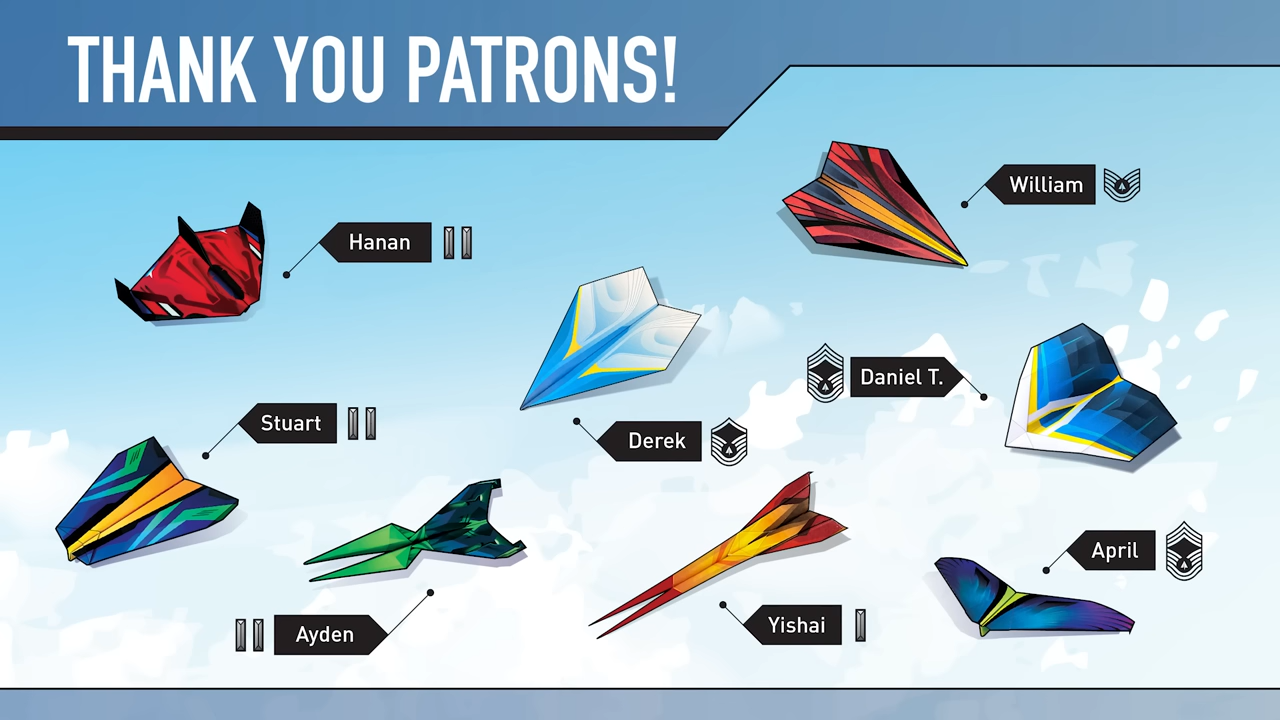 THANK YOU PATRONS!
William
Hanan
Daniel T.
Stuart
Derek
April
Yishai
Ayden